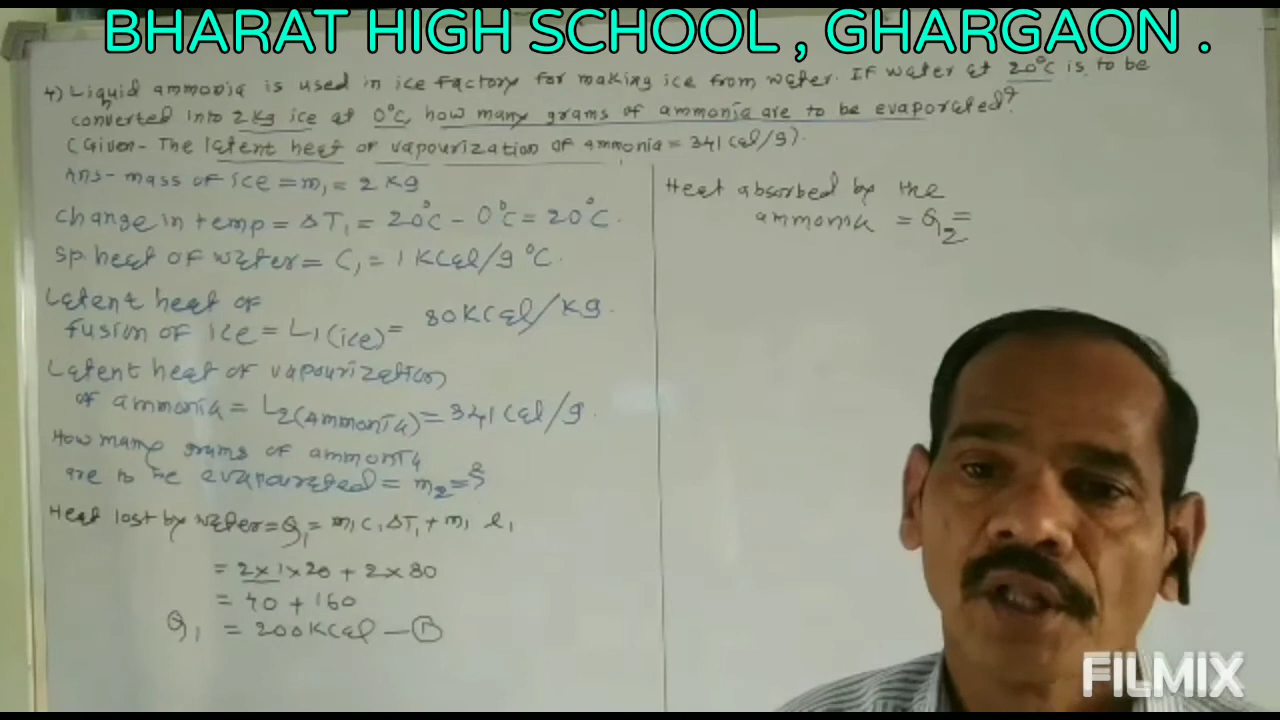 BHARAT HIGH SCHOOL , GHARGAON .
4) Liquid ammonia is used in ice factory for making ice from water. If water at 20°C is to be
converted into 2 kg ice at 0°C, how many grams of ammonia are to be evaporated?
(Given - The latent heat of vapourization of ammonia = 341 cal/g).
Ans - mass of ice = m₁ = 2 kg
change in temp = ΔT₁ = 20°C - 0°C = 20°C.
sp. heat of water = C₁ = 1 Kcal/g °C.
Latent heat of
fusion of ice = L₁(ice) = 80 Kcal/Kg.
Latent heat of vapourization
of ammonia = L₂(Ammonia) = 341 cal/g.
How many grams of ammonia
are to be evapourated = m₂ = ?
Heat lost by water = Q₁ = m₁ c₁ ΔT₁ + m₁ l₁
= 2 × 1 × 20 + 2 × 80
= 40 + 160
Q₁ = 200 Kcal — ①
Heat absorbed by the
ammonia = Q₂ =
FILMIX